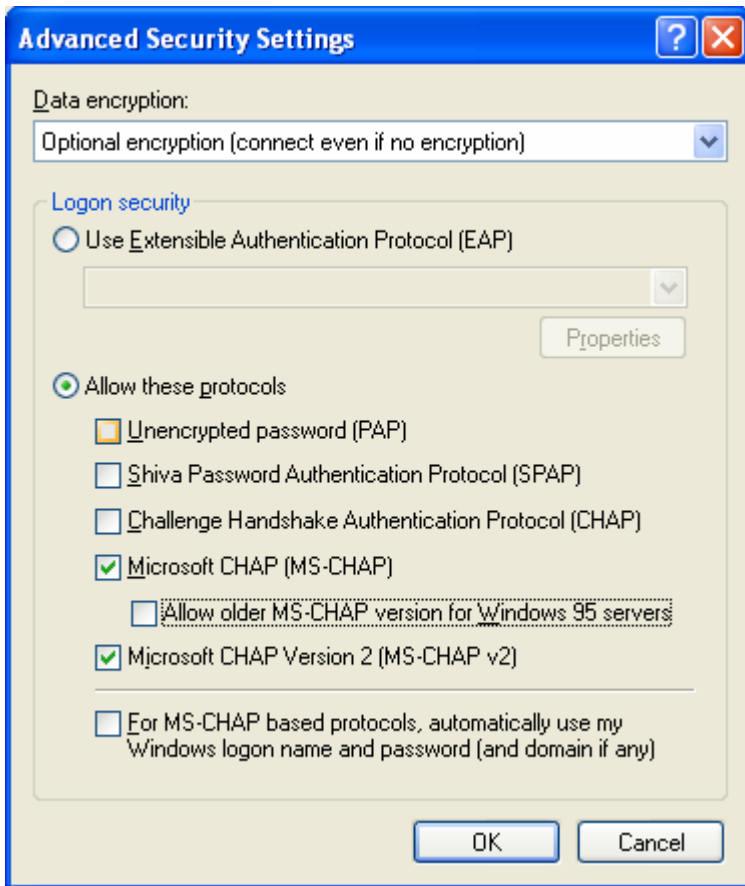 Advanced Security Settings
Data encryption:
Optional encryption (connect even if no encryption)
Logon security
Use Extensible Authentication Protocol (EAP)
Properties
Allow these protocols
Unencrypted password (PAP)
Shiva Password Authentication Protocol (SPAP)
Challenge Handshake Authentication Protocol (CHAP)
Microsoft CHAP (MS-CHAP)
Allow older MS-CHAP version for Windows 95 servers
Microsoft CHAP Version 2 (MS-CHAP v2)
For MS-CHAP based protocols, automatically use my
Windows logon name and password (and domain if any)
OK Cancel